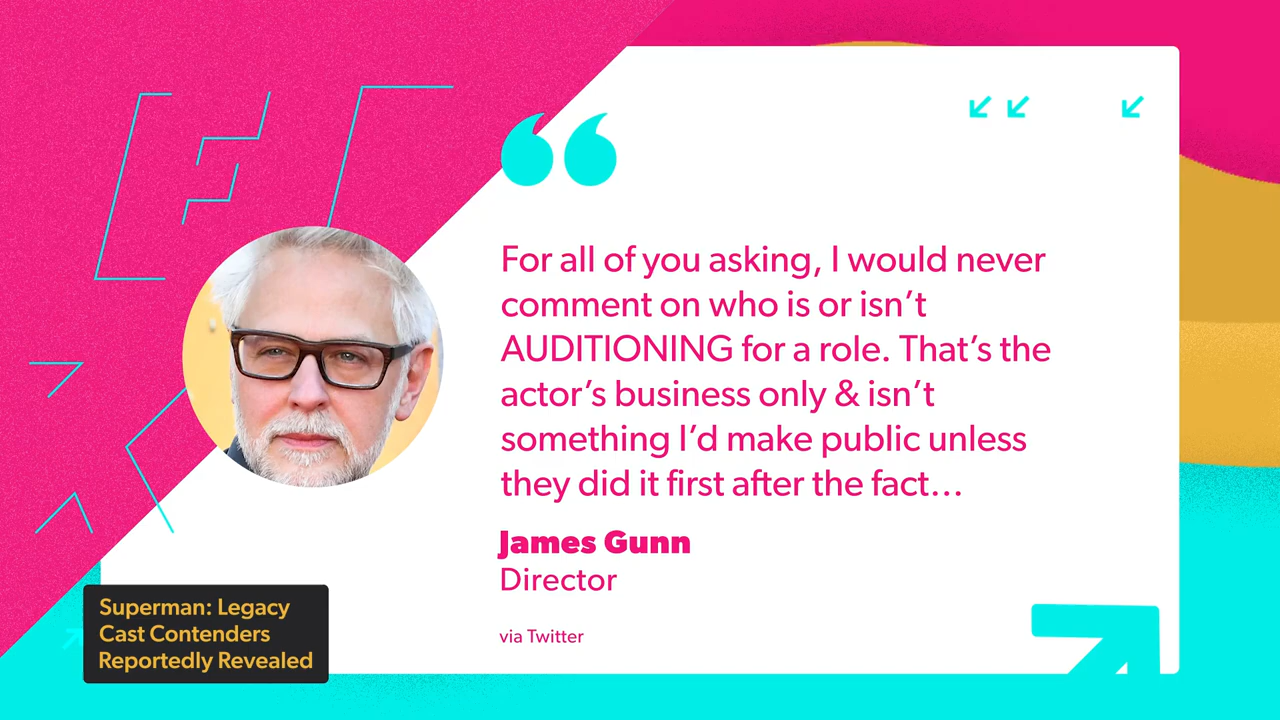 For all of you asking, I would never
comment on who is or isn’t
AUDITIONING for a role. That’s the
actor’s business only & isn’t
something I’d make public unless
they did it first after the fact…
James Gunn
Director
via Twitter
Superman: Legacy
Cast Contenders
Reportedly Revealed